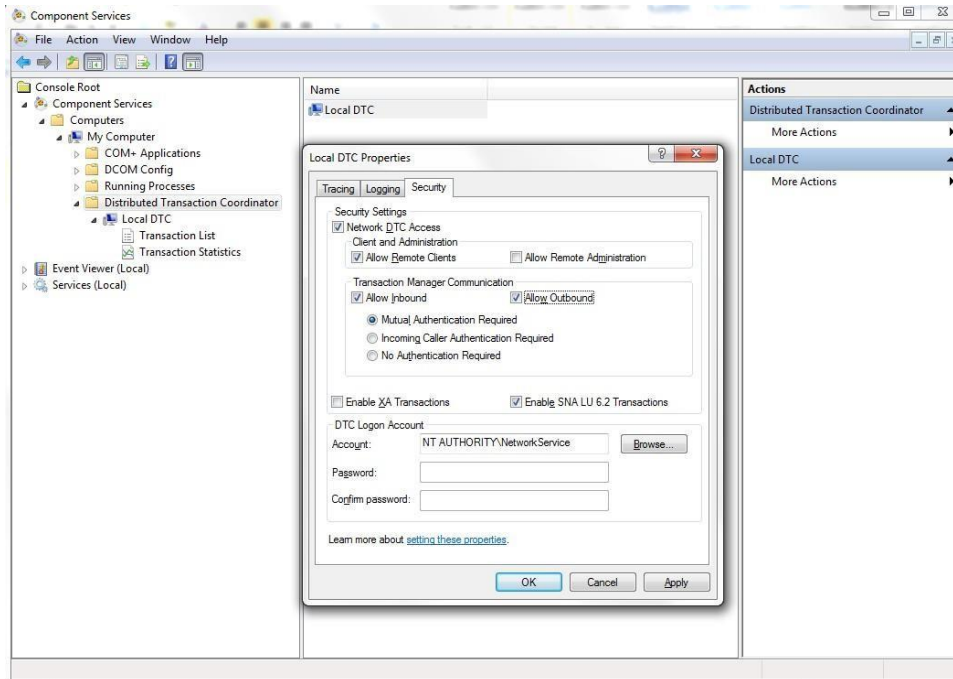 Component Services
File Action View Window Help
Console Root
Component Services
Computers
My Computer
COM+ Applications
DCOM Config
Running Processes
Distributed Transaction Coordinator
Local DTC
Transaction List
Transaction Statistics
Event Viewer (Local)
Services (Local)
Name
Local DTC
Local DTC Properties
Tracing Logging Security
Security Settings
Network DTC Access
Client and Administration
Allow Remote Clients Allow Remote Administration
Transaction Manager Communication
Allow Inbound Allow Outbound
Mutual Authentication Required
Incoming Caller Authentication Required
No Authentication Required
Enable XA Transactions Enable SNA LU 6.2 Transactions
DTC Logon Account
Account: NT AUTHORITY\NetworkService Browse...
Password:
Confirm password:
Learn more about setting these properties.
OK Cancel Apply
Actions
Distributed Transaction Coordinator
More Actions
Local DTC
More Actions